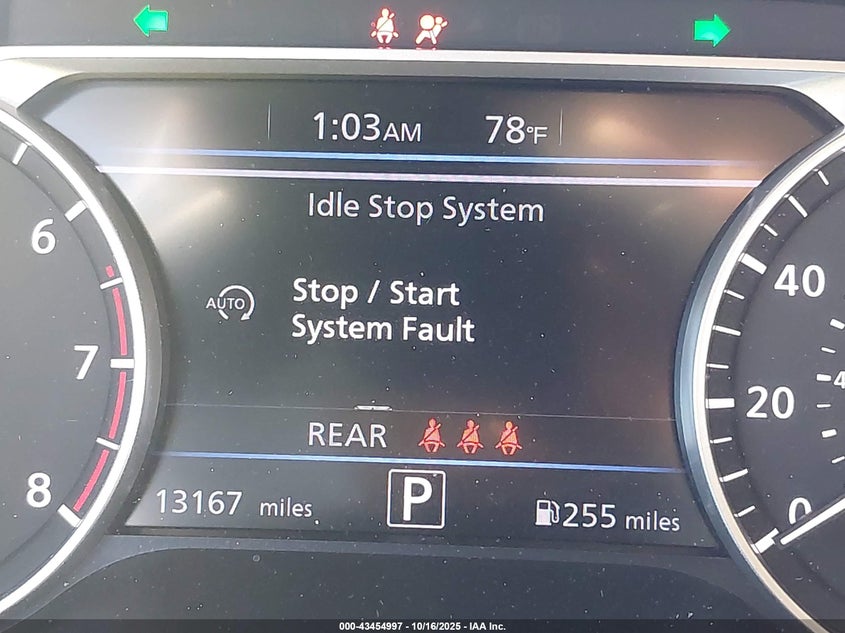 1:03AM 78°F
Idle Stop System
AUTO
Stop / Start
System Fault
6
7
8
40
20
0
REAR
13167 miles
P
255 miles
000-43454997 - 10/16/2025 - IAA Inc.